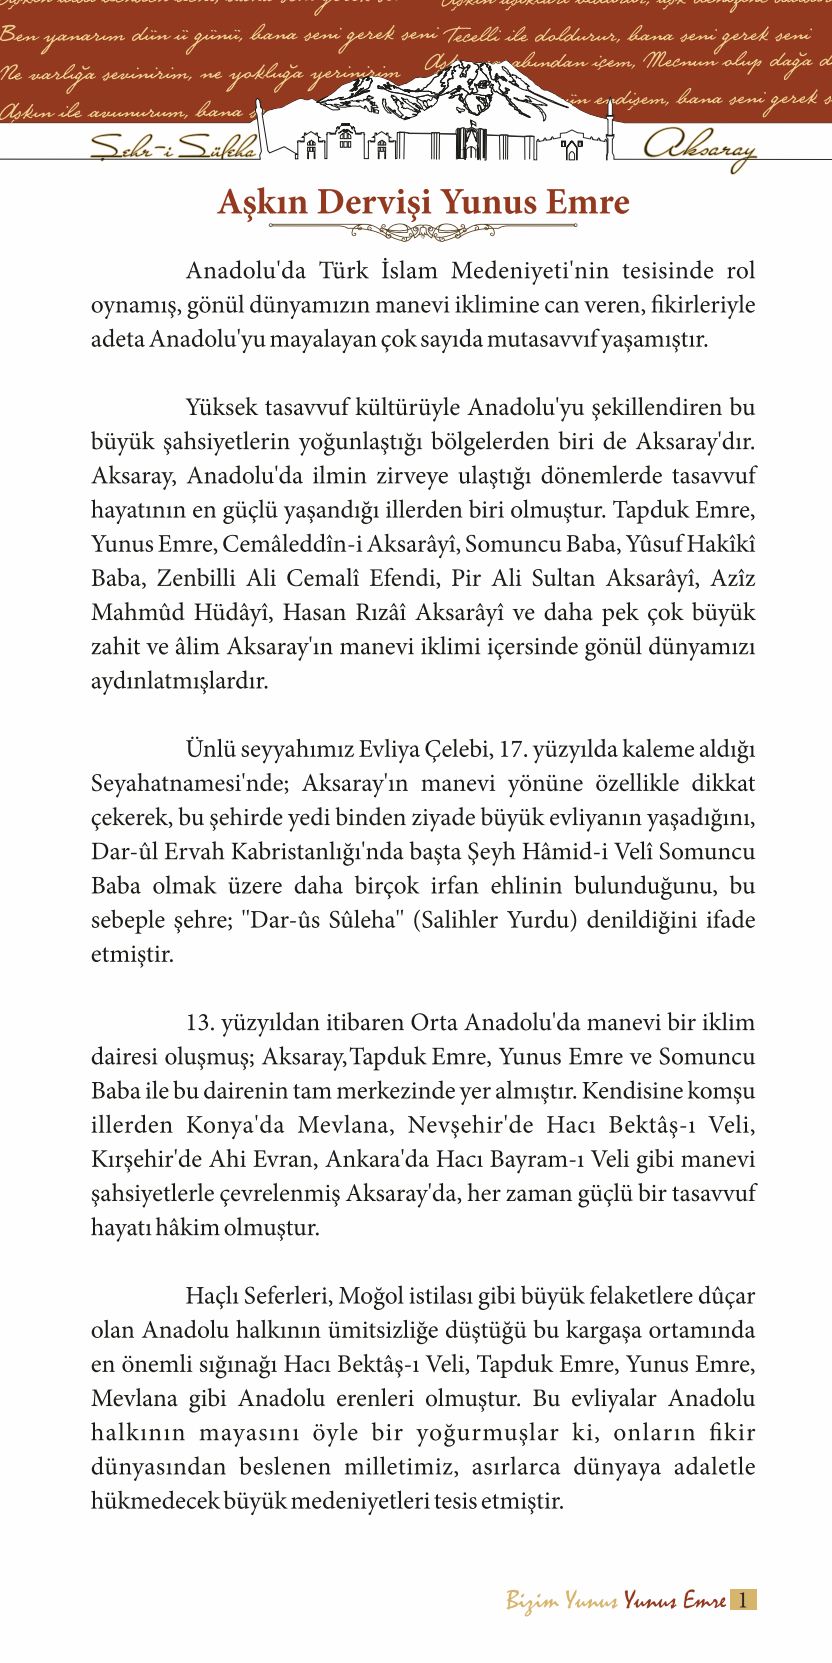 Ben yanarım dün ü günü, bana seni gerek seni Tecelli ile doldurur, bana seni gerek seni
Ne varlığa sevinirim, ne yokluğa yerinirim
içem, Mecnun olup dağa
Aşkın ile avunurum, bana
endişem, bana seni gerek
Şehr-i Süleha
Aksaray
Aşkın Dervişi Yunus Emre
Anadolu'da Türk İslam Medeniyeti'nin tesisinde rol
oynamış, gönül dünyamızın manevi iklimine can veren, fikirleriyle
adeta Anadolu'yu mayalayan çok sayıda mutasavvıf yaşamıştır.
Yüksek tasavvuf kültürüyle Anadolu'yu şekillendiren bu
büyük şahsiyetlerin yoğunlaştığı bölgelerden biri de Aksaray'dır.
Aksaray, Anadolu'da ilmin zirveye ulaştığı dönemlerde tasavvuf
hayatının en güçlü yaşandığı illerden biri olmuştur. Tapduk Emre,
Yunus Emre, Cemâleddîn-i Aksarâyî, Somuncu Baba, Yûsuf Hakîkî
Baba, Zenbilli Ali Cemalî Efendi, Pir Ali Sultan Aksarâyî, Azîz
Mahmûd Hüdâyî, Hasan Rızâî Aksarâyî ve daha pek çok büyük
zahit ve âlim Aksaray'ın manevi iklimi içersinde gönül dünyamızı
aydınlatmışlardır.
Ünlü seyyahımız Evliya Çelebi, 17. yüzyılda kaleme aldığı
Seyahatnamesi'nde; Aksaray'ın manevi yönüne özellikle dikkat
çekerek, bu şehirde yedi binden ziyade büyük evliyanın yaşadığını,
Dar-ûl Ervah Kabristanlığı'nda başta Şeyh Hâmid-i Velî Somuncu
Baba olmak üzere daha birçok irfan ehlinin bulunduğunu, bu
sebeple şehre; "Dar-ûs Sûleha" (Salihler Yurdu) denildiğini ifade
etmiştir.
13. yüzyıldan itibaren Orta Anadolu'da manevi bir iklim
dairesi oluşmuş; Aksaray,Tapduk Emre, Yunus Emre ve Somuncu
Baba ile bu dairenin tam merkezinde yer almıştır. Kendisine komşu
illerden Konya'da Mevlana, Nevşehir'de Hacı Bektâş-ı Veli,
Kırşehir'de Ahi Evran, Ankara'da Hacı Bayram-ı Veli gibi manevi
şahsiyetlerle çevrelenmiş Aksaray'da, her zaman güçlü bir tasavvuf
hayatı hâkim olmuştur.
Haçlı Seferleri, Moğol istilası gibi büyük felaketlere dûçar
olan Anadolu halkının ümitsizliğe düştüğü bu kargaşa ortamında
en önemli sığınağı Hacı Bektâş-ı Veli, Tapduk Emre, Yunus Emre,
Mevlana gibi Anadolu erenleri olmuştur. Bu evliyalar Anadolu
halkının mayasını öyle bir yoğurmuşlar ki, onların fikir
dünyasından beslenen milletimiz, asırlarca dünyaya adaletle
hükmedecek büyük medeniyetleri tesis etmiştir.
Bizim Yunus Yunus Emre 1